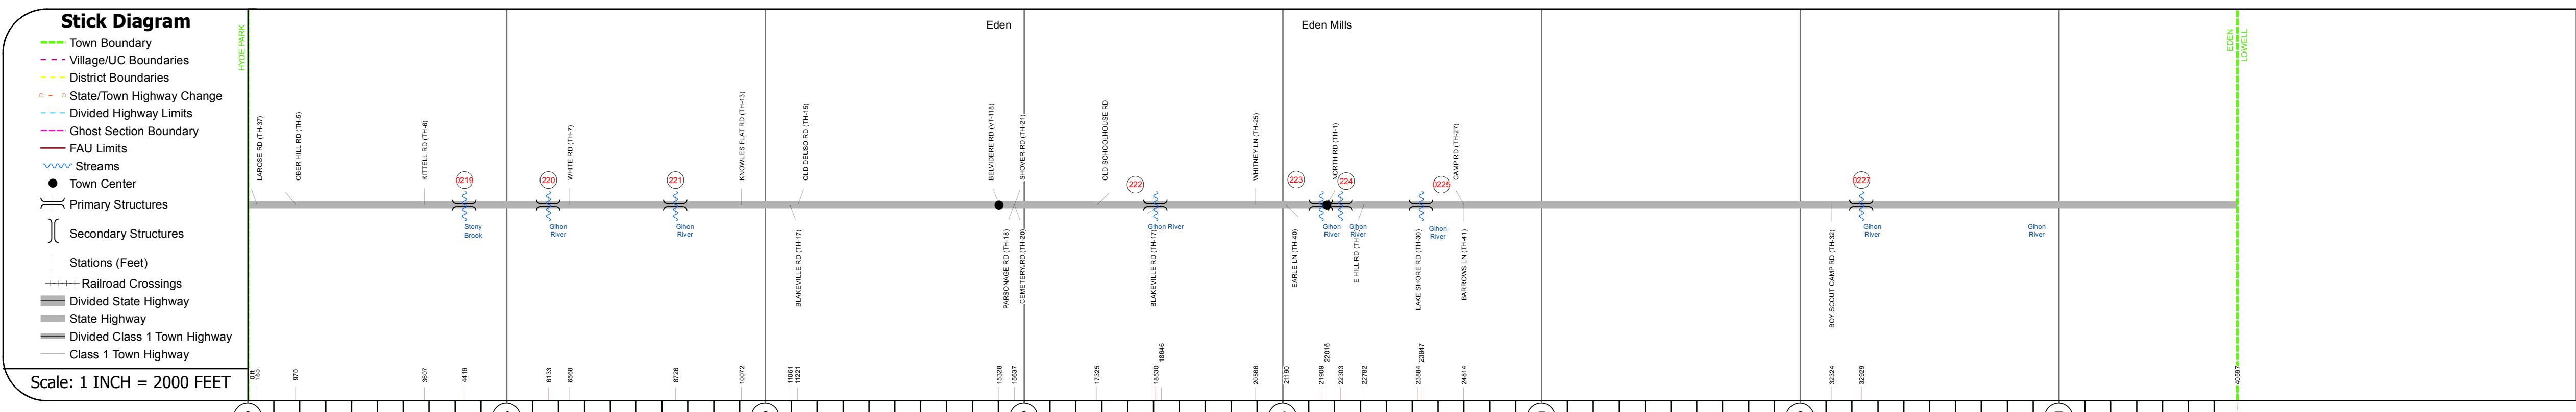 Stick Diagram
Town Boundary
Village/UC Boundaries
District Boundaries
State/Town Highway Change
Divided Highway Limits
Ghost Section Boundary
FAU Limits
Streams
Town Center
Primary Structures
Secondary Structures
Stations (Feet)
Railroad Crossings
Divided State Highway
State Highway
Divided Class 1 Town Highway
Class 1 Town Highway
Scale: 1 INCH = 2000 FEET
HYDE PARK
Eden
Eden Mills
EDEN
LOWELL
LAROSE RD (TH-37)
OBER HILL RD (TH-5)
KITTELL RD (TH-6)
WHITE RD (TH-7)
KNOWLES FLAT RD (TH-13)
OLD DEUSO RD (TH-15)
BELVIDERE RD (VT-118)
SHOVER RD (TH-21)
OLD SCHOOLHOUSE RD
WHITNEY LN (TH-25)
NORTH RD (TH-1)
CAMP RD (TH-27)
0219
220
221
222
223
224
0225
0227
Stony
Brook
Gihon
River
Gihon
River
Gihon River
Gihon
River
Gihon
River
Gihon
River
Gihon
River
Gihon
River
BLAKEVILLE RD (TH-17)
PARSONAGE RD (TH-18)
CEMETERY RD (TH-20)
BLAKEVILLE RD (TH-17)
EARLE LN (TH-40)
E HILL RD (TH
LAKE SHORE RD (TH-30)
BARROWS LN (TH-41)
BOY SCOUT CAMP RD (TH-32)
0 ft
970
3607
4419
6133
6568
8726
10072
11061
11221
15328
15637
17325
18530
18646
20566
21190
21909
22016
22303
22782
23884
23947
24814
32324
32929
40597